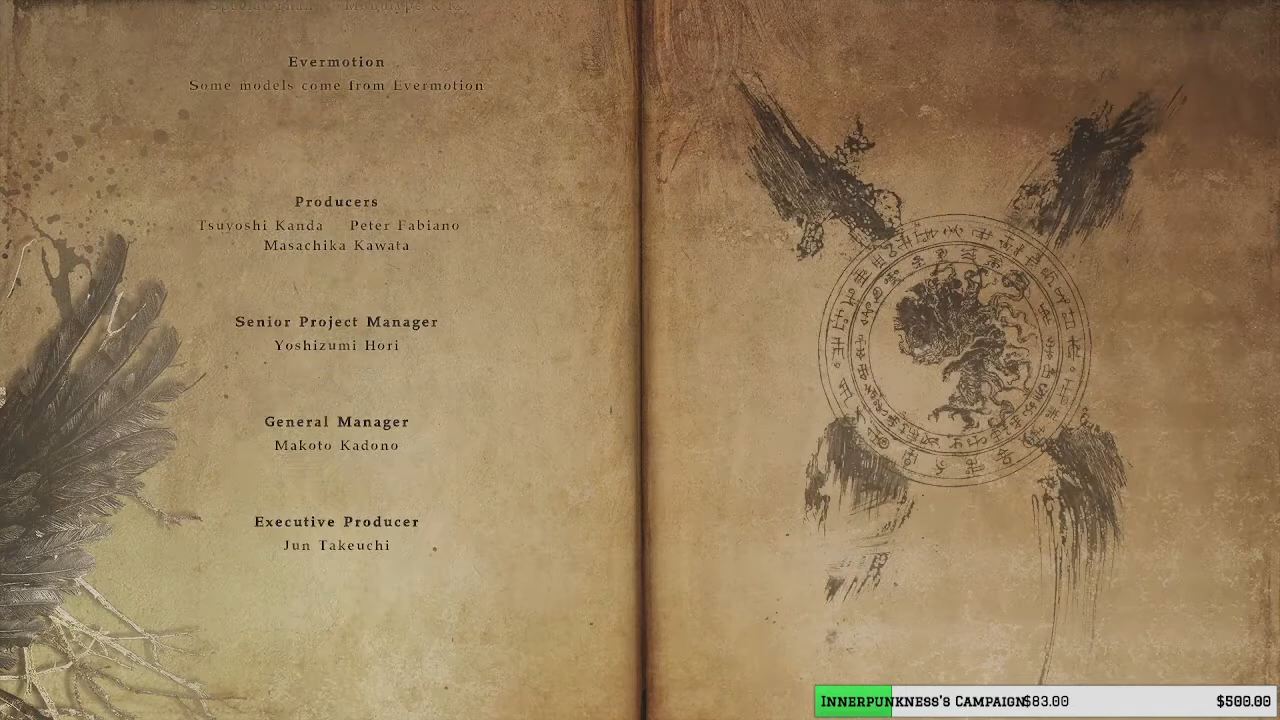 Evermotion
Some models come from Evermotion
Producers
Tsuyoshi Kanda Peter Fabiano
Masachika Kawata
Senior Project Manager
Yoshizumi Hori
General Manager
Makoto Kadono
Executive Producer
Jun Takeuchi
Innerpunkness's Campaign $83.00 $500.00